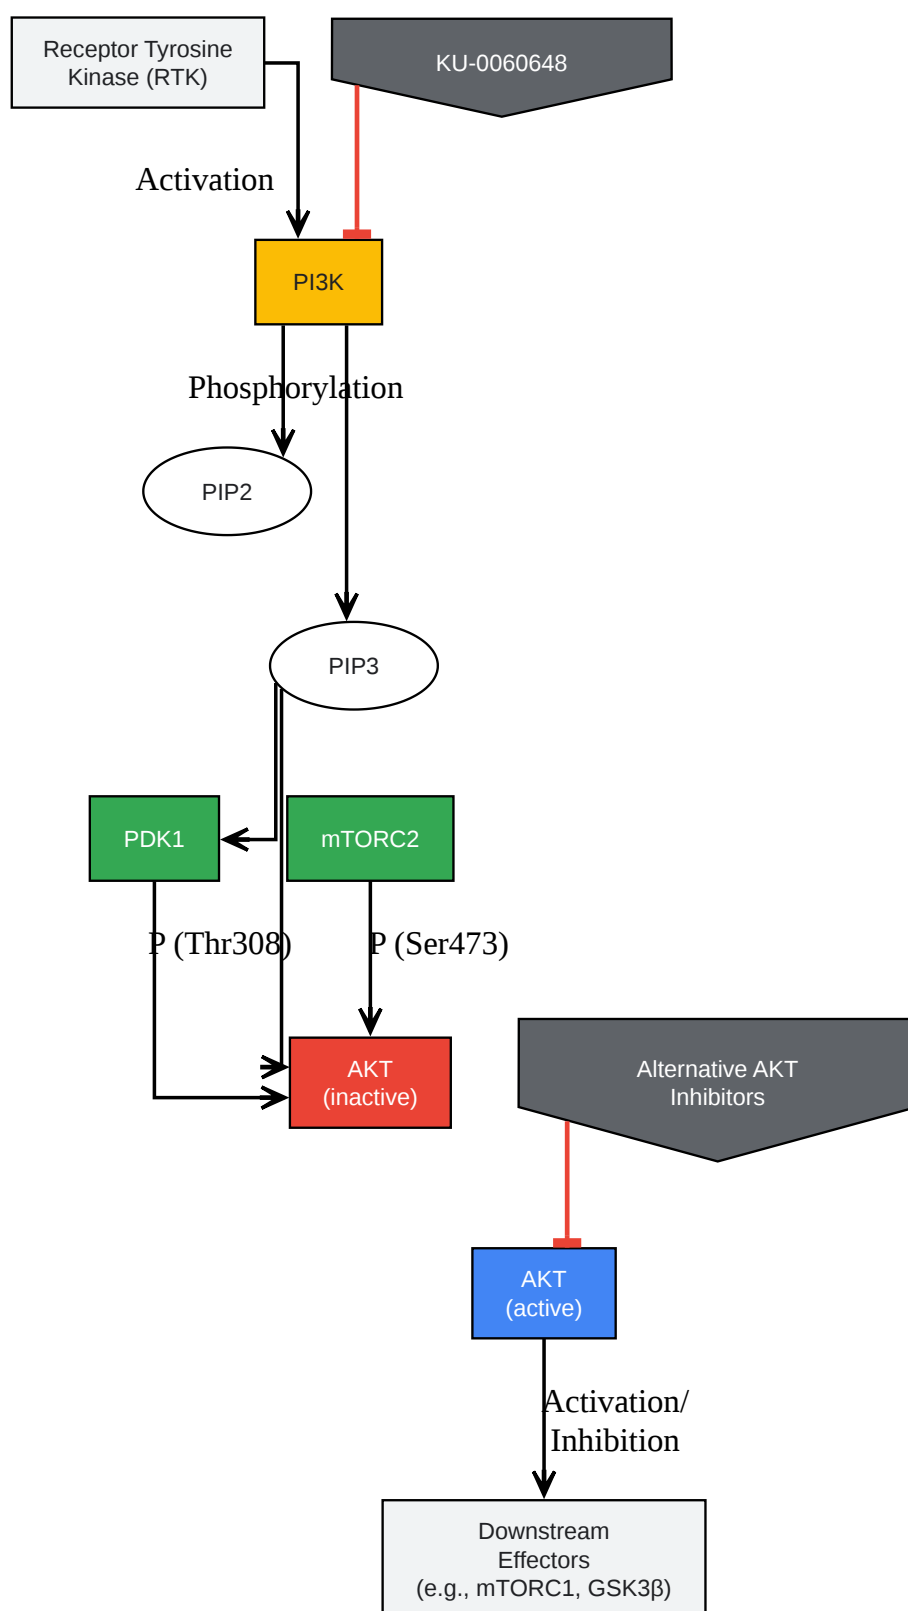 Receptor Tyrosine
Kinase (RTK)
KU-0060648
Activation
PI3K
Phosphorylation
PIP2
PIP3
PDK1
mTORC2
P (Thr308)
P (Ser473)
AKT
(inactive)
Alternative AKT
Inhibitors
AKT
(active)
Activation/
Inhibition
Downstream
Effectors
(e.g., mTORC1, GSK3β)